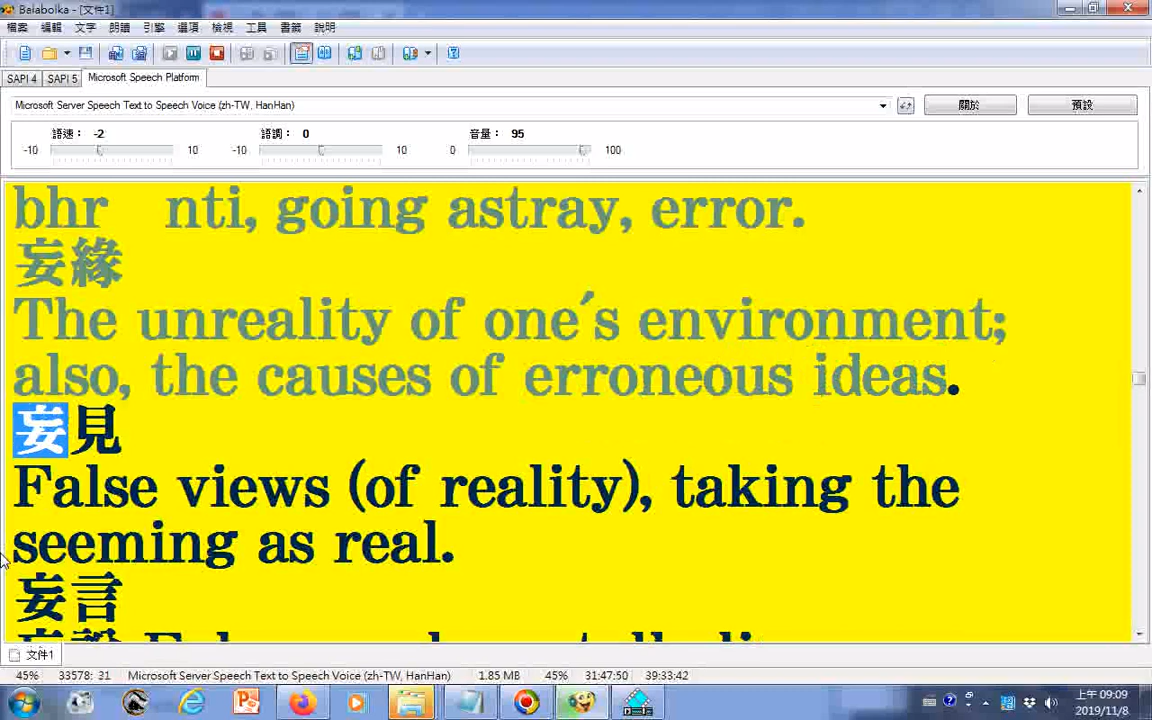 Balabolka - [文件1]
檔案 編輯 文字 朗讀 引擎 選項 檢視 工具 書籤 說明
SAPI 4 SAPI 5 Microsoft Speech Platform
Microsoft Server Speech Text to Speech Voice (zh-TW, HanHan) 關於 預設
語速： -2 語調： 0 音量： 95
-10 10 -10 10 0 100
bhr nti, going astray, error.
妄緣
The unreality of one's environment;
also, the causes of erroneous ideas.
妄見
False views (of reality), taking the
seeming as real.
妄言
文件1
45% 33578: 31 Microsoft Server Speech Text to Speech Voice (zh-TW, HanHan) 1.85 MB 45% 31:47:50 39:33:42
上午 09:09
2019/11/8